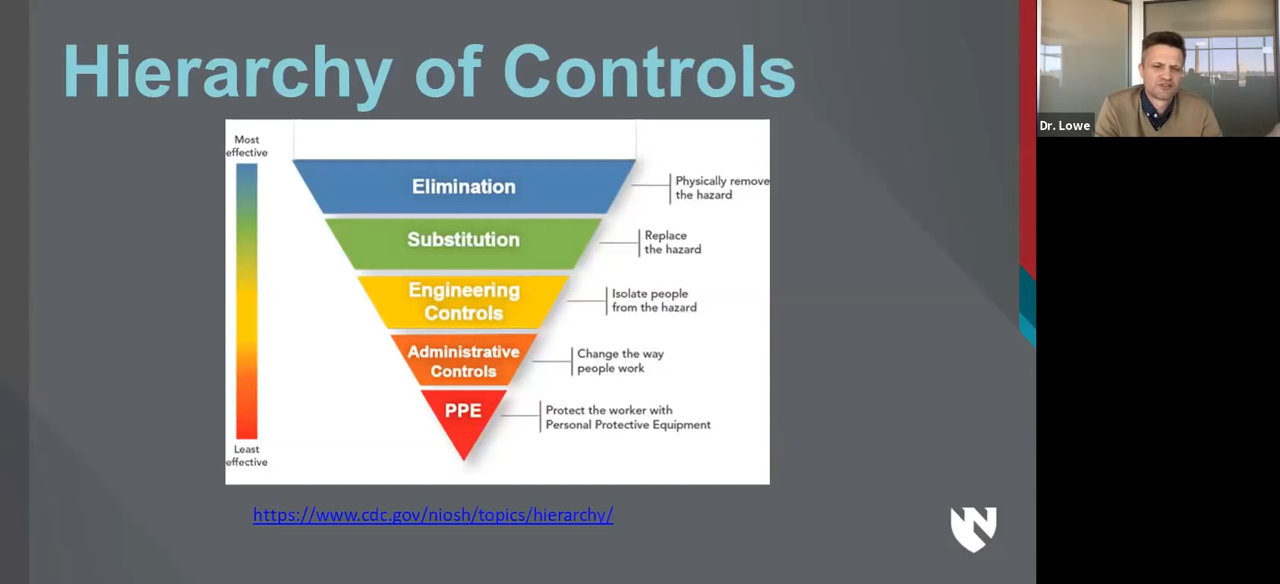 Hierarchy of Controls
Dr. Lowe
Most
effective
Elimination
Physically remove
the hazard
Substitution
Replace
the hazard
Engineering
Controls
Isolate people
from the hazard
Administrative
Controls
Change the way
people work
PPE
Protect the worker with
Personal Protective Equipment
Least
effective
https://www.cdc.gov/niosh/topics/hierarchy/